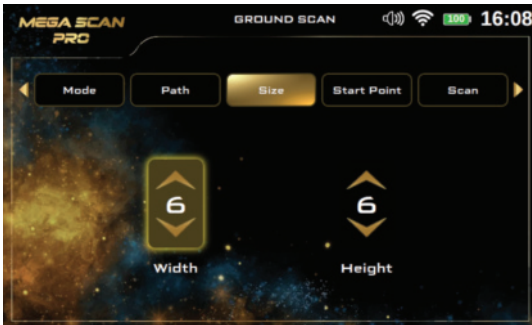 MEGA SCAN
PRO
GROUND SCAN
100
16:08
Mode
Path
Size
Start Point
Scan
6
6
Width
Height